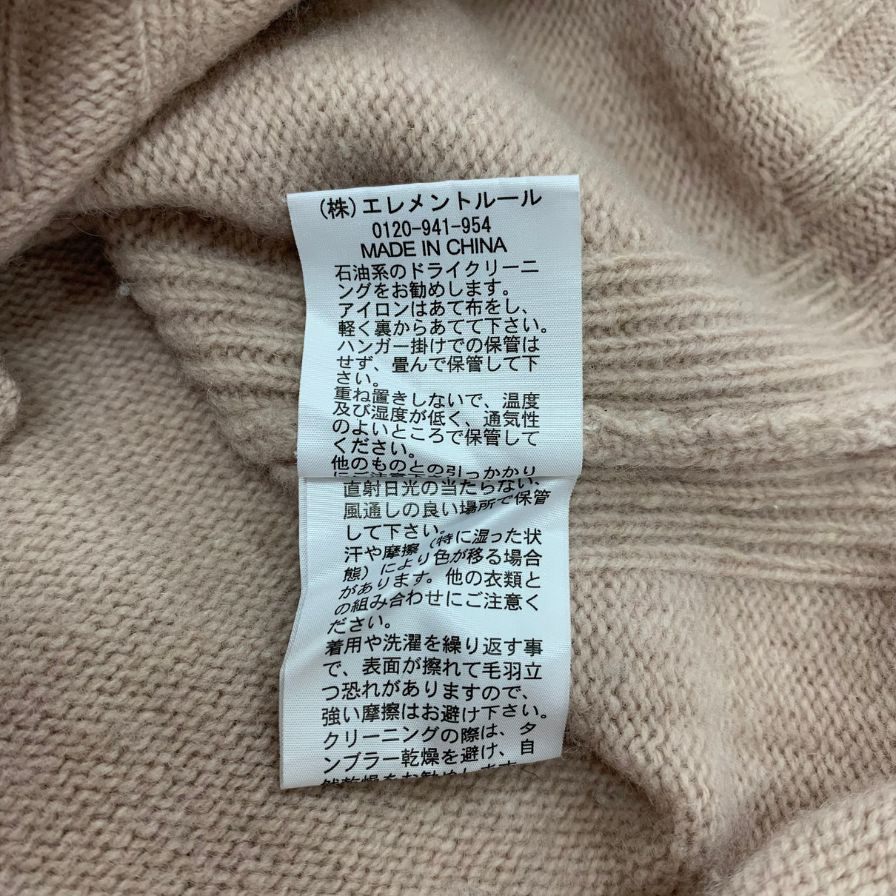 (株)エレメントルール
0120-941-954
MADE IN CHINA
石油系のドライクリーニ
ングをお勧めします。
アイロンはあて布をし、
軽く裏からあてて下さい。
ハンガー掛けでの保管は
せず、畳んで保管して下
さい。
重ね置きしないで、温度
及び湿度が低く、通気性
のよいところで保管して
ください。
他のものとの引っかかり
直射日光の当たらない、
風通しの良い場所で保管
して下さい。
汗や摩擦(特に湿った状
態)により色が移る場合
があります。他の衣類と
の組み合わせにご注意く
ださい。
着用や洗濯を繰り返す事
で、表面が擦れて毛羽立
つ恐れがありますので、
強い摩擦はお避け下さい。
クリーニングの際は、タ
ンブラー乾燥を避け、自
然乾燥をお勧めします。